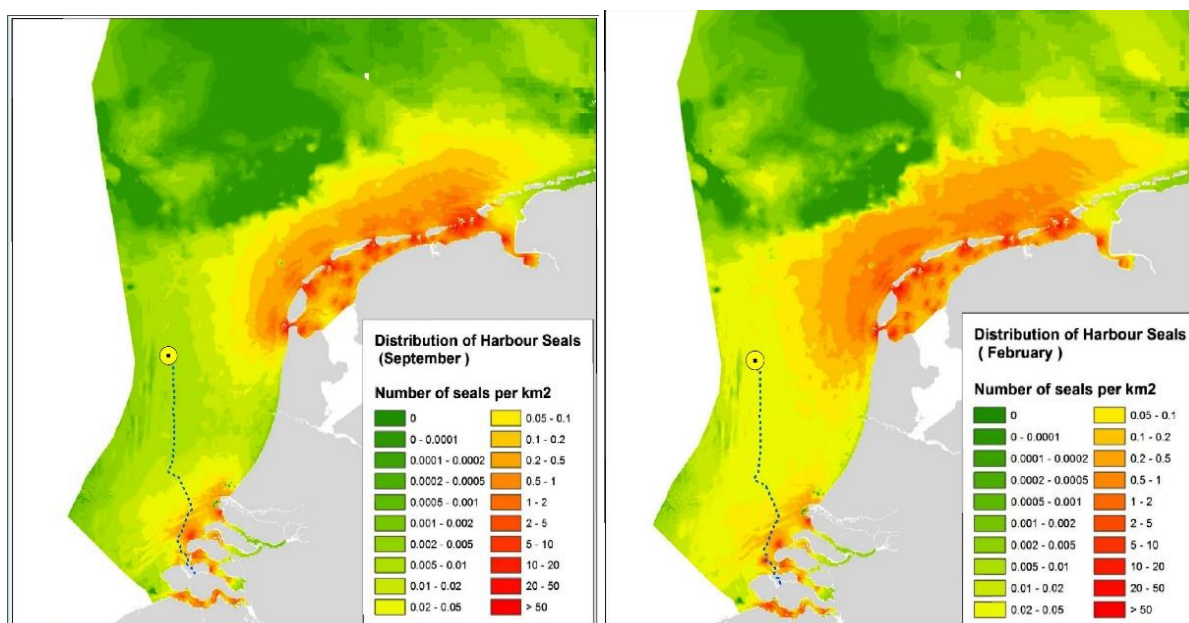 Distribution of Harbour Seals
(September )
Number of seals per km2
0
0 - 0.0001
0.0001 - 0.0002
0.0002 - 0.0005
0.0005 - 0.001
0.001 - 0.002
0.002 - 0.005
0.005 - 0.01
0.01 - 0.02
0.02 - 0.05
0.05 - 0.1
0.1 - 0.2
0.2 - 0.5
0.5 - 1
1 - 2
2 - 5
5 - 10
10 - 20
20 - 50
> 50
Distribution of Harbour Seals
( February )
Number of seals per km2
0
0 - 0.0001
0.0001 - 0.0002
0.0002 - 0.0005
0.0005 - 0.001
0.001 - 0.002
0.002 - 0.005
0.005 - 0.01
0.01 - 0.02
0.02 - 0.05
0.05 - 0.1
0.1 - 0.2
0.2 - 0.5
0.5 - 1
1 - 2
2 - 5
5 - 10
10 - 20
20 - 50
> 50